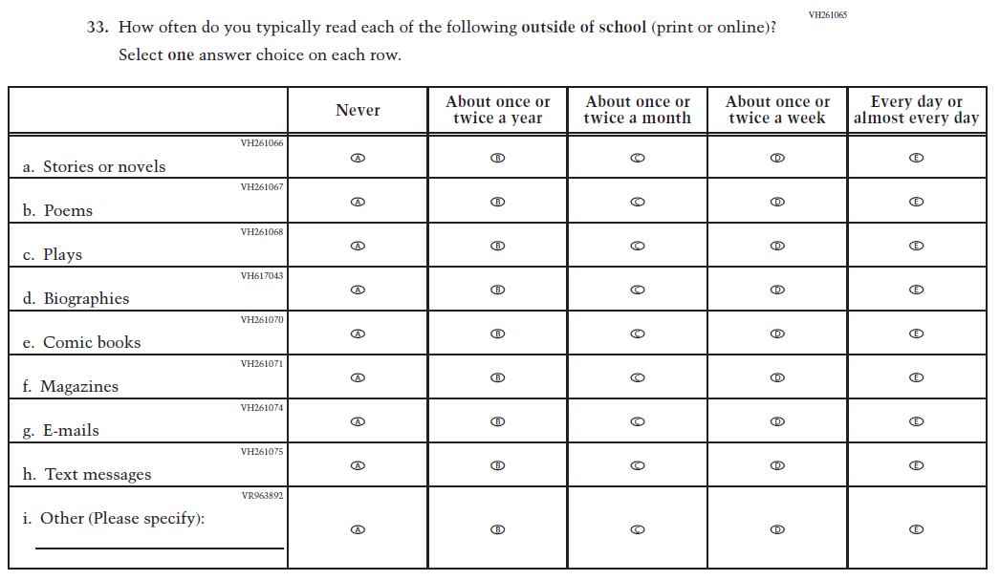 VH261065
33. How often do you typically read each of the following outside of school (print or online)?
Select one answer choice on each row.
Never
About once or twice a year
About once or twice a month
About once or twice a week
Every day or almost every day
VH261066
a. Stories or novels A B C D E
VH261067
b. Poems A B C D E
VH261068
c. Plays A B C D E
VH617043
d. Biographies A B C D E
VH261070
e. Comic books A B C D E
VH261071
f. Magazines A B C D E
VH261074
g. E-mails A B C D E
VH261075
h. Text messages A B C D E
VR963892
i. Other (Please specify): A B C D E